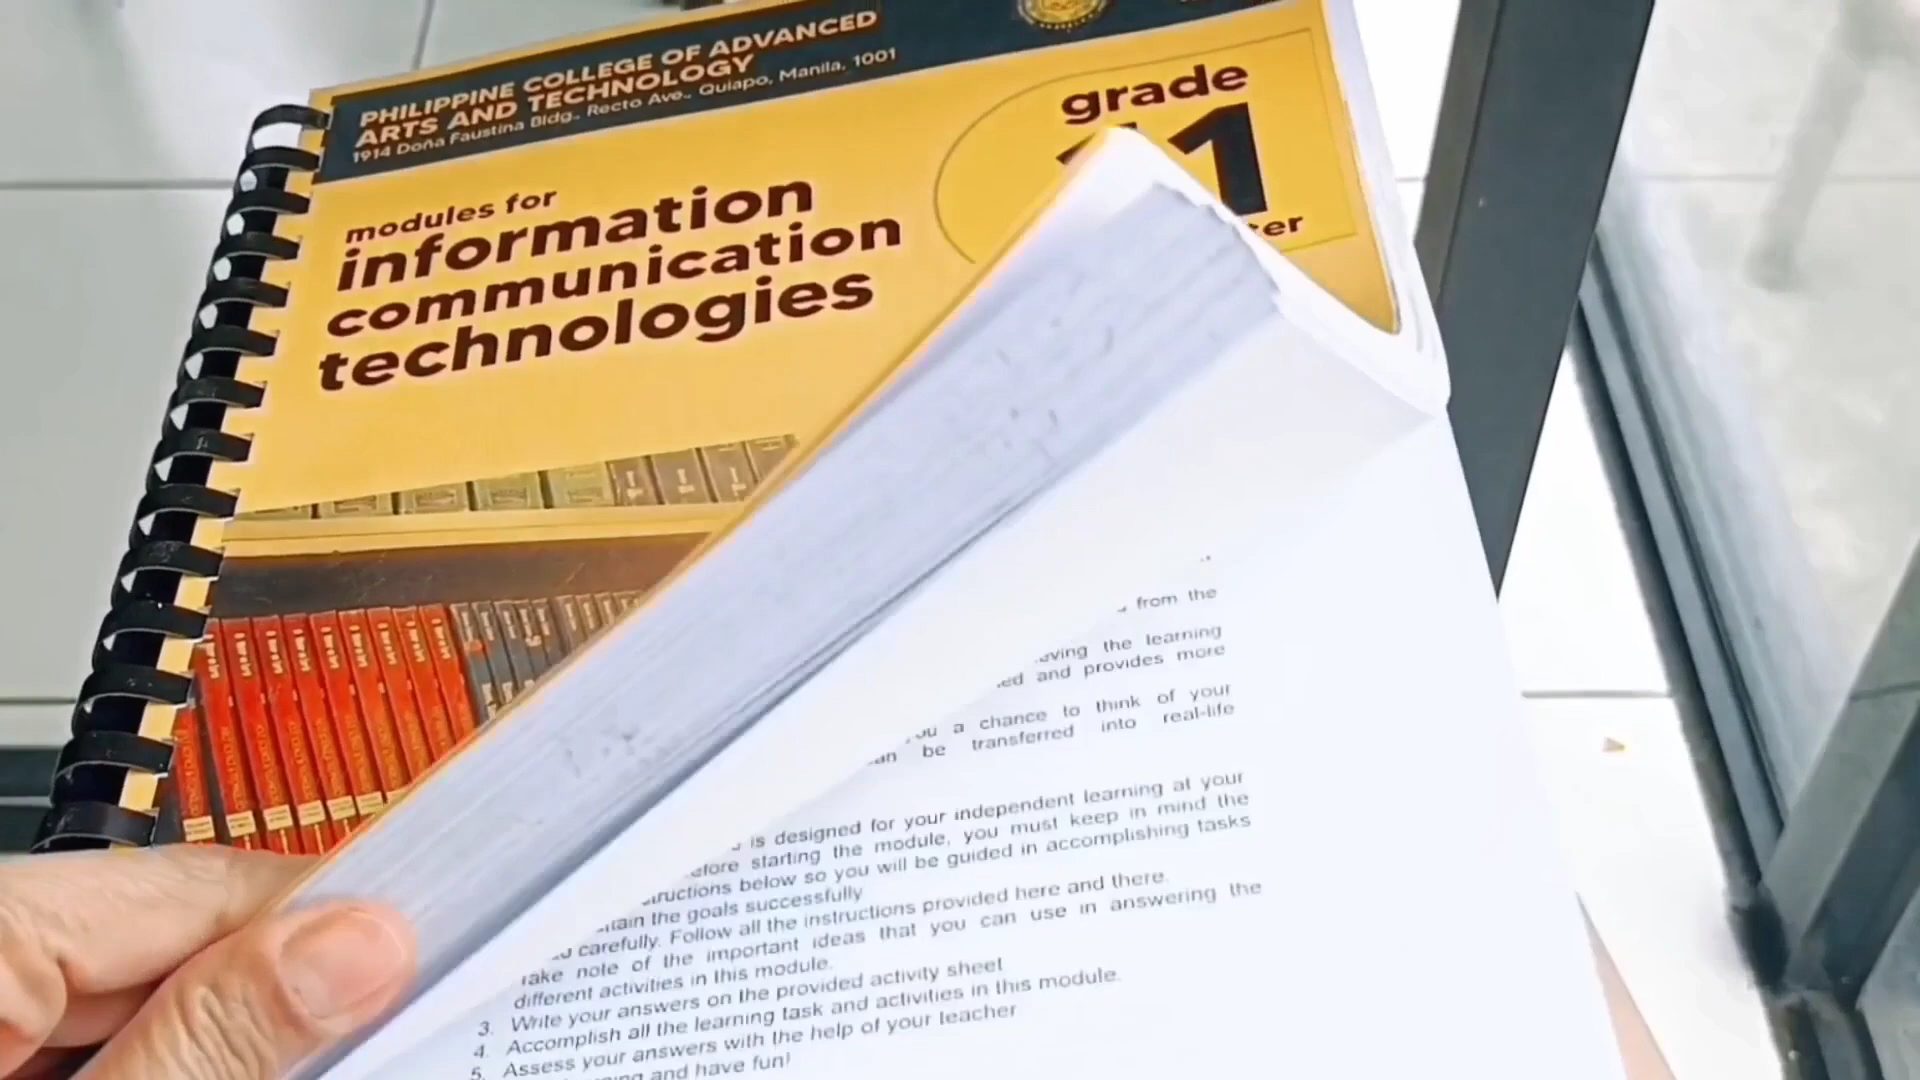 PHILIPPINE COLLEGE OF ADVANCED
ARTS AND TECHNOLOGY
1914 Doña Faustina Bldg., Recto Ave., Quiapo, Manila, 1001
modules for
information
communication
technologies
grade
11
from the
the learning
and provides more
a chance to think of your
be transferred into real-life
is designed for your independent learning at your
starting the module, you must keep in mind the
below so you will be guided in accomplishing tasks
the goals successfully
carefully. Follow all the instructions provided here and there.
note of the important ideas that you can use in answering the
different activities in this module.
3. Write your answers on the provided activity sheet
4. Accomplish all the learning task and activities in this module.
5. Assess your answers with the help of your teacher
and have fun!